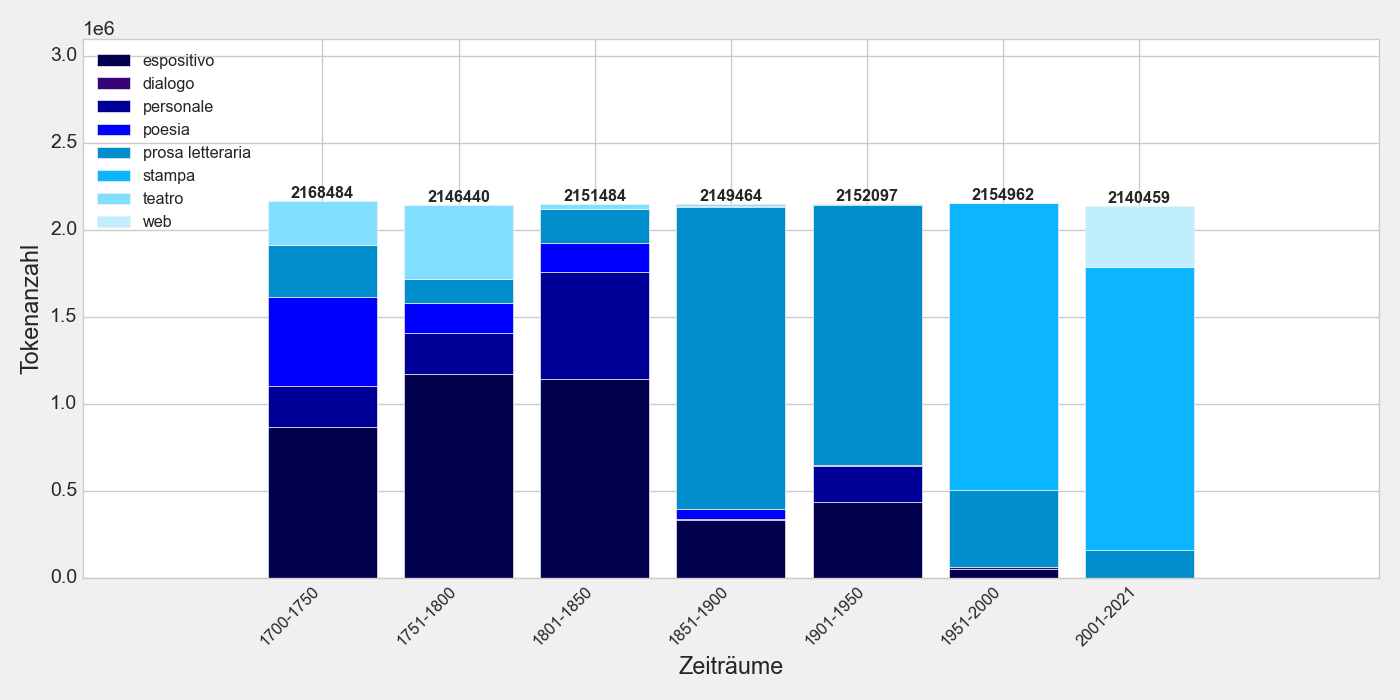 1e6
3.0
2.5
2.0
1.5
1.0
0.5
0.0
Tokenanzahl
espositivo
dialogo
personale
poesia
prosa letteraria
stampa
teatro
web
2168484
2146440
2151484
2149464
2152097
2154962
2140459
1700-1750
1751-1800
1801-1850
1851-1900
1901-1950
1951-2000
2001-2021
Zeiträume